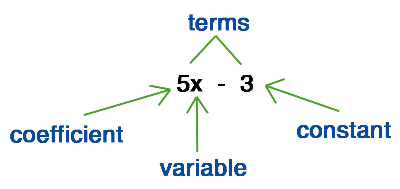 terms
5x - 3
coefficient
constant
variable